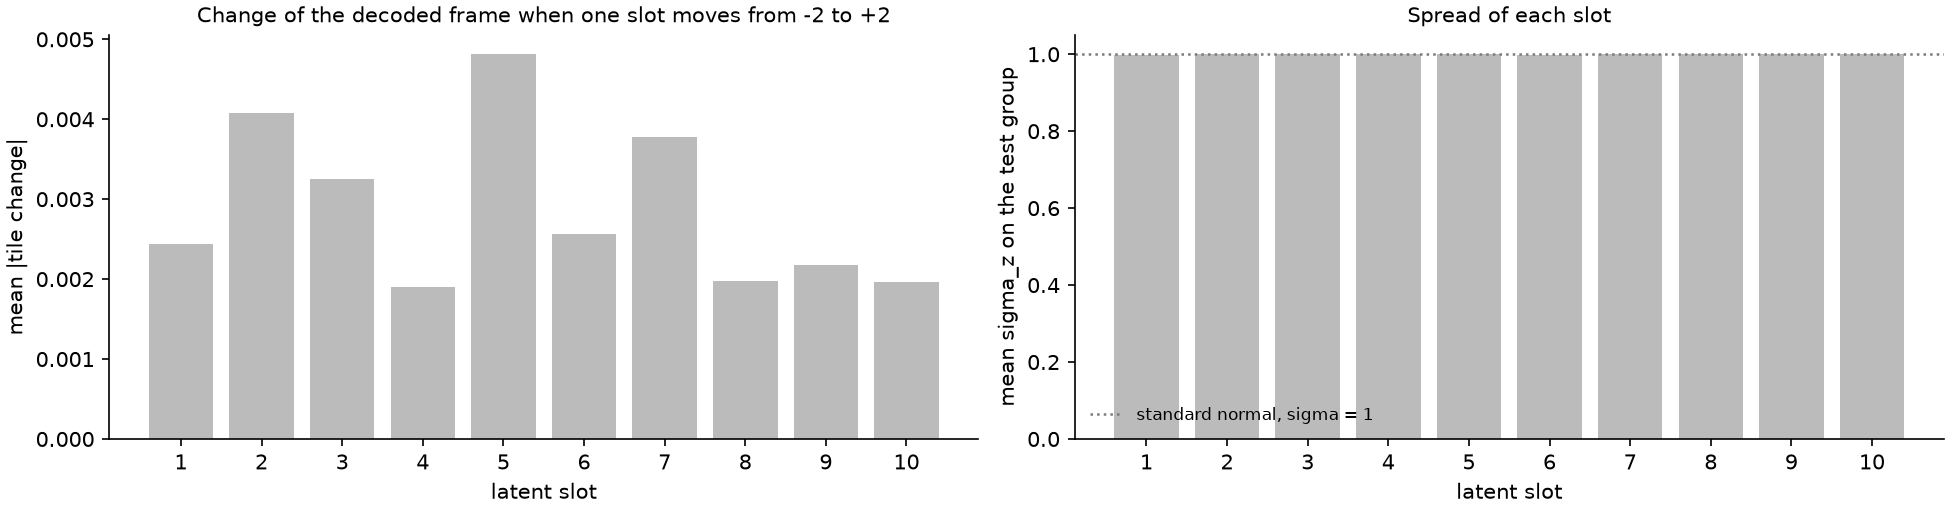 Change of the decoded frame when one slot moves from -2 to +2
mean |tile change|
0.005
0.004
0.003
0.002
0.001
0.000
1 2 3 4 5 6 7 8 9 10
latent slot
Spread of each slot
mean sigma_z on the test group
1.0
0.8
0.6
0.4
0.2
0.0
standard normal, sigma = 1
1 2 3 4 5 6 7 8 9 10
latent slot